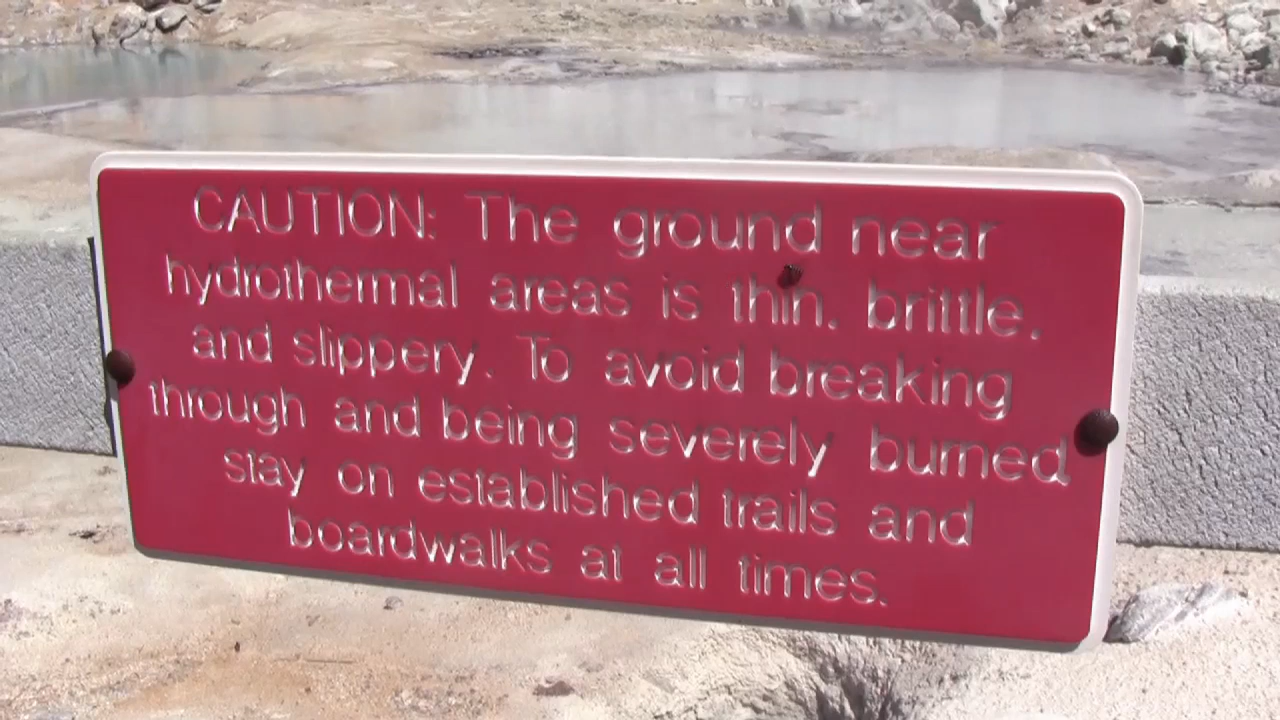 CAUTION: The ground near
hydrothermal areas is thin, brittle,
and slippery. To avoid breaking
through and being severely burned,
stay on established trails and
boardwalks at all times.